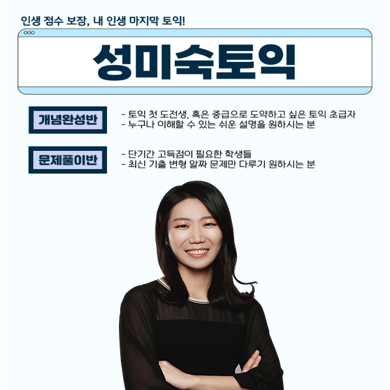 인생 점수 보장, 내 인생 마지막 토익!
성미숙토익
개념완성반
- 토익 첫 도전생, 혹은 중급으로 도약하고 싶은 토익 초급자
- 누구나 이해할 수 있는 쉬운 설명을 원하시는 분
문제풀이반
- 단기간 고득점이 필요한 학생들
- 최신 기출 변형 알짜 문제만 다루기 원하시는 분